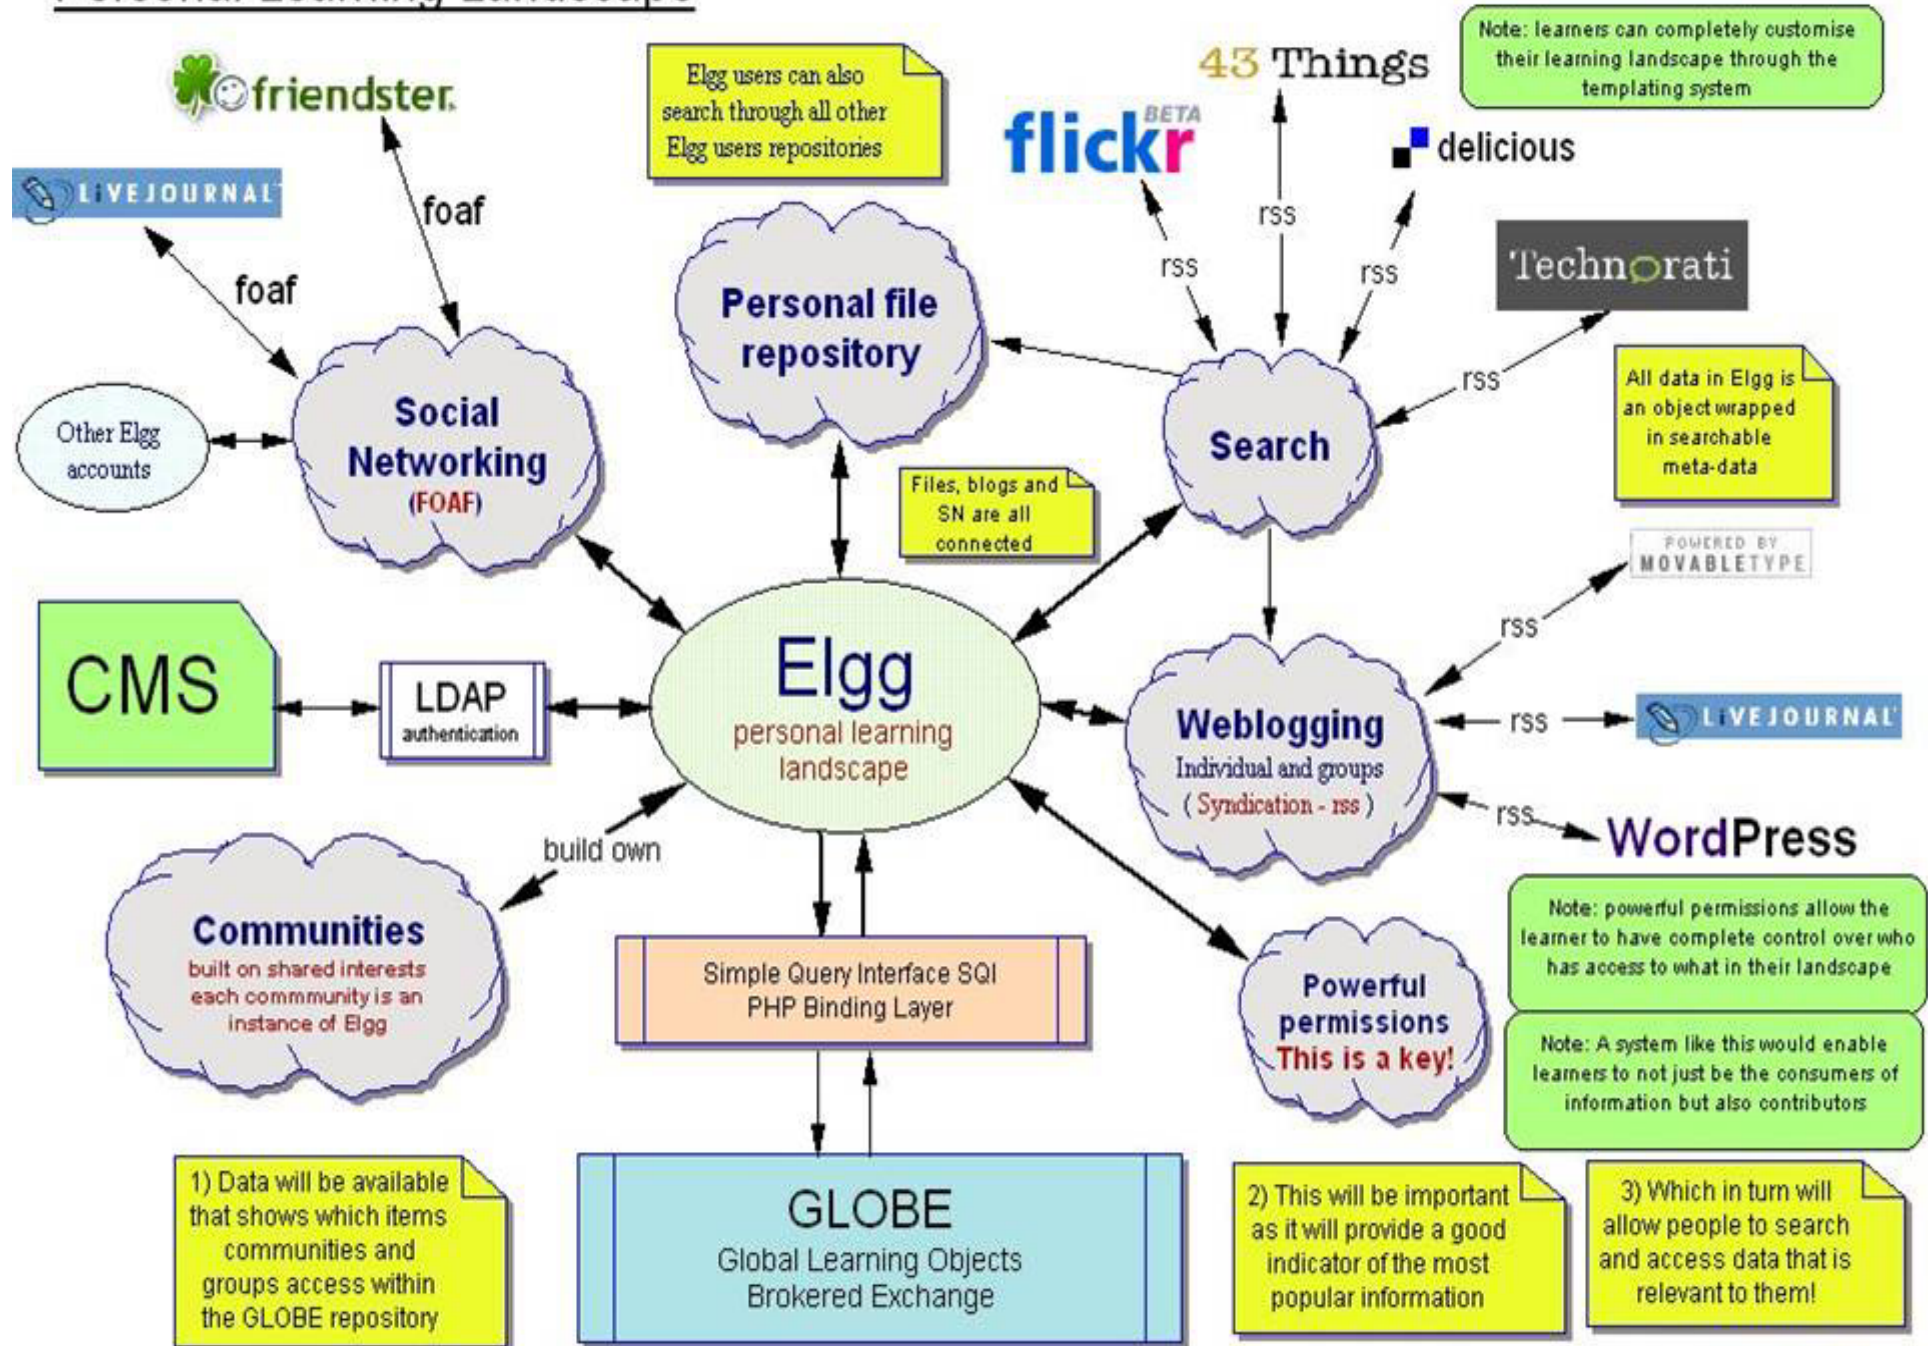 Personal Learning Landscape
friendster.
Elgg users can also
search through all other
Elgg users repositories
43 Things
Note: learners can completely customise
their learning landscape through the
templating system
flickr
BETA
delicious
LiVEJOURNAL
foaf
foaf
rss
rss
rss
Technorati
Personal file
repository
rss
All data in Elgg is
an object wrapped
in searchable
meta-data
Other Elgg
accounts
Social
Networking
(FOAF)
Search
Files, blogs and
SN are all
connected
POWERED BY
MOVABLETYPE
rss
CMS
LDAP
authentication
Elgg
personal learning
landscape
Weblogging
Individual and groups
( Syndication - rss )
rss
LiVEJOURNAL
rss
WordPress
build own
Communities
built on shared interests
each commmunity is an
instance of Elgg
Simple Query Interface SQI
PHP Binding Layer
Powerful
permissions
This is a key!
Note: powerful permissions allow the
learner to have complete control over who
has access to what in their landscape
Note: A system like this would enable
learners to not just be the consumers of
information but also contributors
1) Data will be available
that shows which items
communities and
groups access within
the GLOBE repository
GLOBE
Global Learning Objects
Brokered Exchange
2) This will be important
as it will provide a good
indicator of the most
popular information
3) Which in turn will
allow people to search
and access data that is
relevant to them!